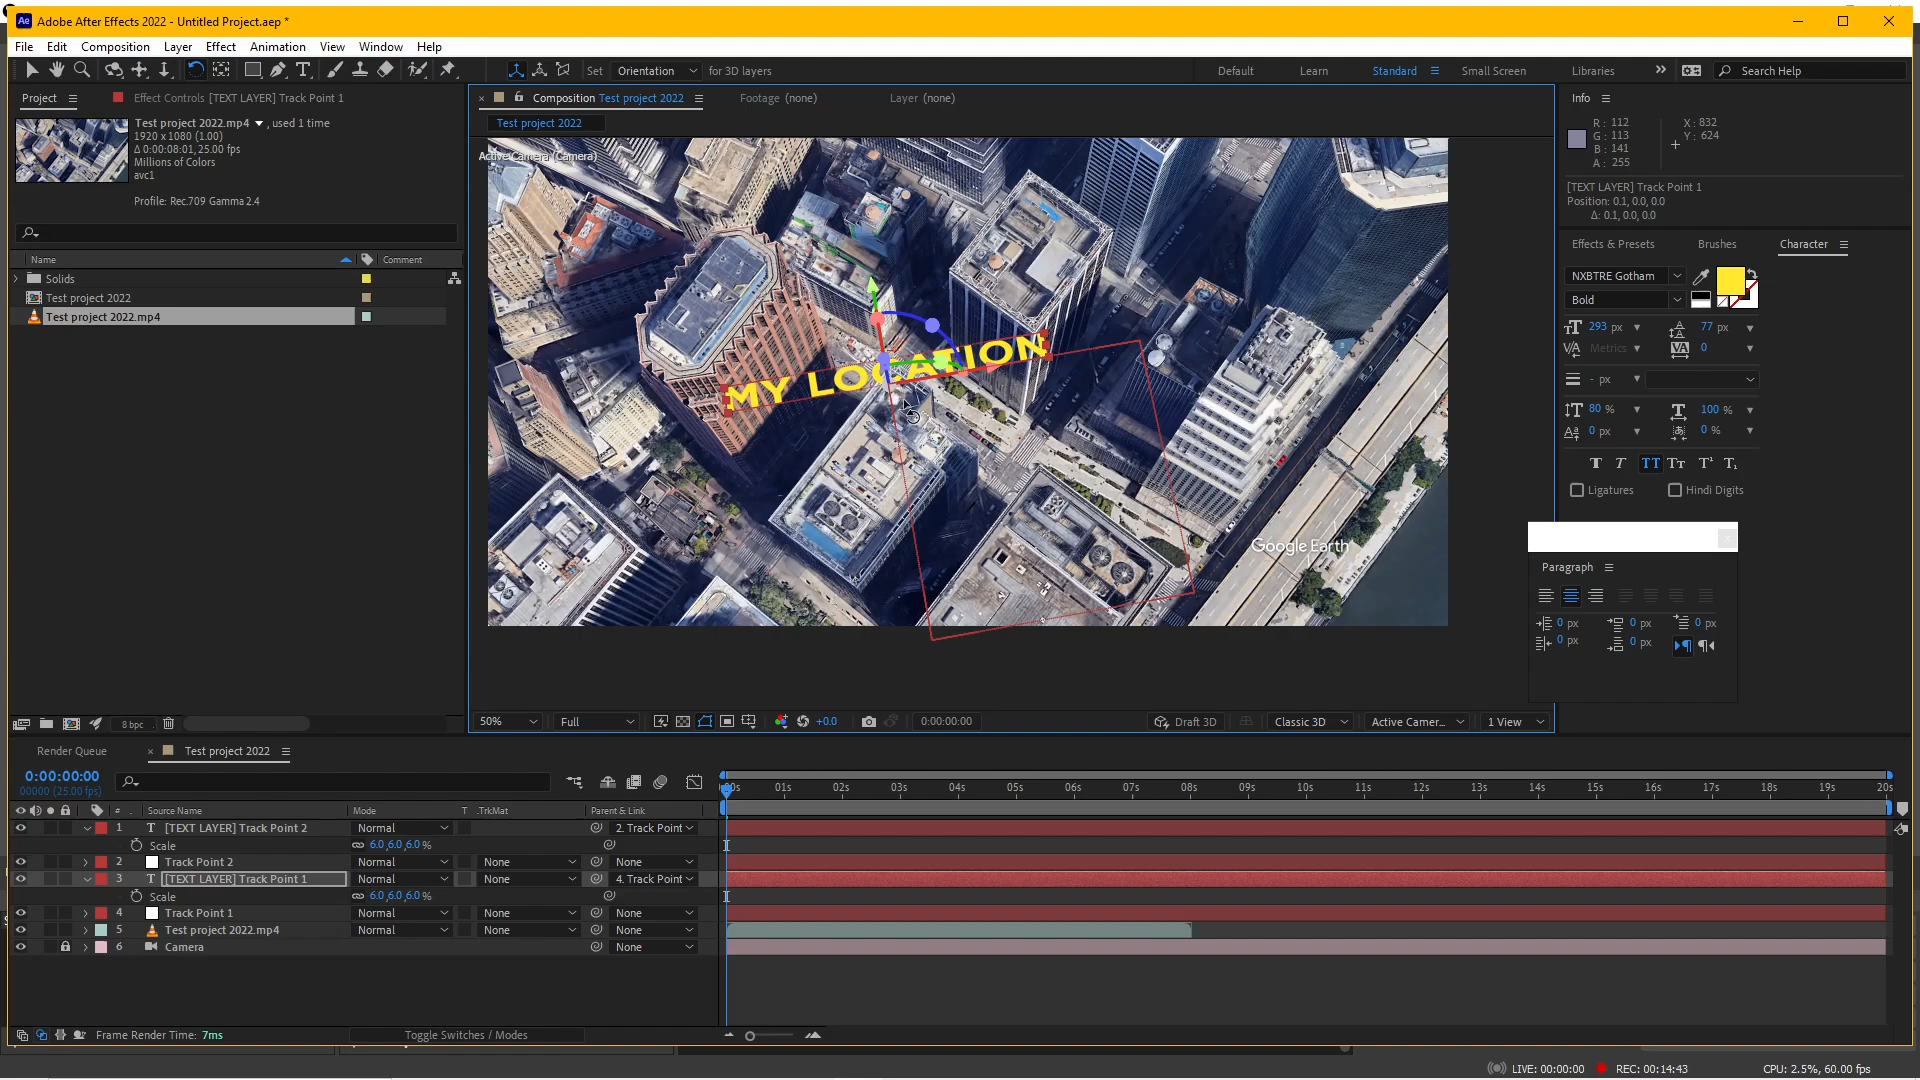 Adobe After Effects 2022 - Untitled Project.aep *
File Edit Composition Layer Effect Animation View Window Help
Set Orientation for 3D layers
Default Learn Standard Small Screen Libraries Search Help
Project Effect Controls [TEXT LAYER] Track Point 1
Test project 2022.mp4 , used 1 time
1920 x 1080 (1.00)
Δ 0:00:08:01, 25.00 fps
Millions of Colors
avc1
Profile: Rec.709 Gamma 2.4
Name Comment
Solids
Test project 2022
Test project 2022.mp4
8 bpc
Composition Test project 2022 Footage (none) Layer (none)
Test project 2022
Active Camera (Camera)
MY LOCATION
Google Earth
50% Full +0.0 0:00:00:00 Draft 3D Classic 3D Active Camer... 1 View
Info
R: 112
G: 113
B: 141
A: 255
X: 832
Y: 624
[TEXT LAYER] Track Point 1
Position: 0.1, 0.0, 0.0
Δ: 0.1, 0.0, 0.0
Effects & Presets Brushes Character
NXBTRE Gotham
Bold
293 px 77 px
Metrics 0
- px
80 % 100 %
0 px 0 %
Ligatures Hindi Digits
Paragraph
0 px 0 px 0 px
0 px 0 px
Render Queue Test project 2022
0:00:00:00
00000 (25.00 fps)
# Source Name Mode T .TrkMat Parent & Link
01s 02s 03s 04s 05s 06s 07s 08s 09s 10s 11s 12s 13s 14s 15s 16s 17s 18s 19s 20s
1 [TEXT LAYER] Track Point 2 Normal 2. Track Point
Scale 6.0,6.0,6.0 %
2 Track Point 2 Normal None None
3 [TEXT LAYER] Track Point 1 Normal None 4. Track Point
Scale 6.0,6.0,6.0 %
4 Track Point 1 Normal None None
5 Test project 2022.mp4 Normal None None
6 Camera None
Frame Render Time: 7ms Toggle Switches / Modes
LIVE: 00:00:00 REC: 00:14:43 CPU: 2.5%, 60.00 fps